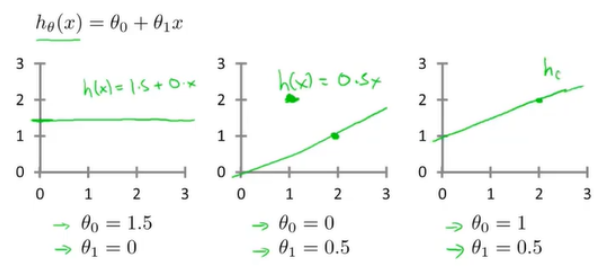 h_θ(x) = θ₀ + θ₁x
3 3 3
h(x) = 1.5 + 0·x h(x) = 0.5x h
2 2 2
1 1 1
0 0 0
0 1 2 3 0 1 2 3 0 1 2 3
→ θ₀ = 1.5 → θ₀ = 0 → θ₀ = 1
→ θ₁ = 0 → θ₁ = 0.5 → θ₁ = 0.5